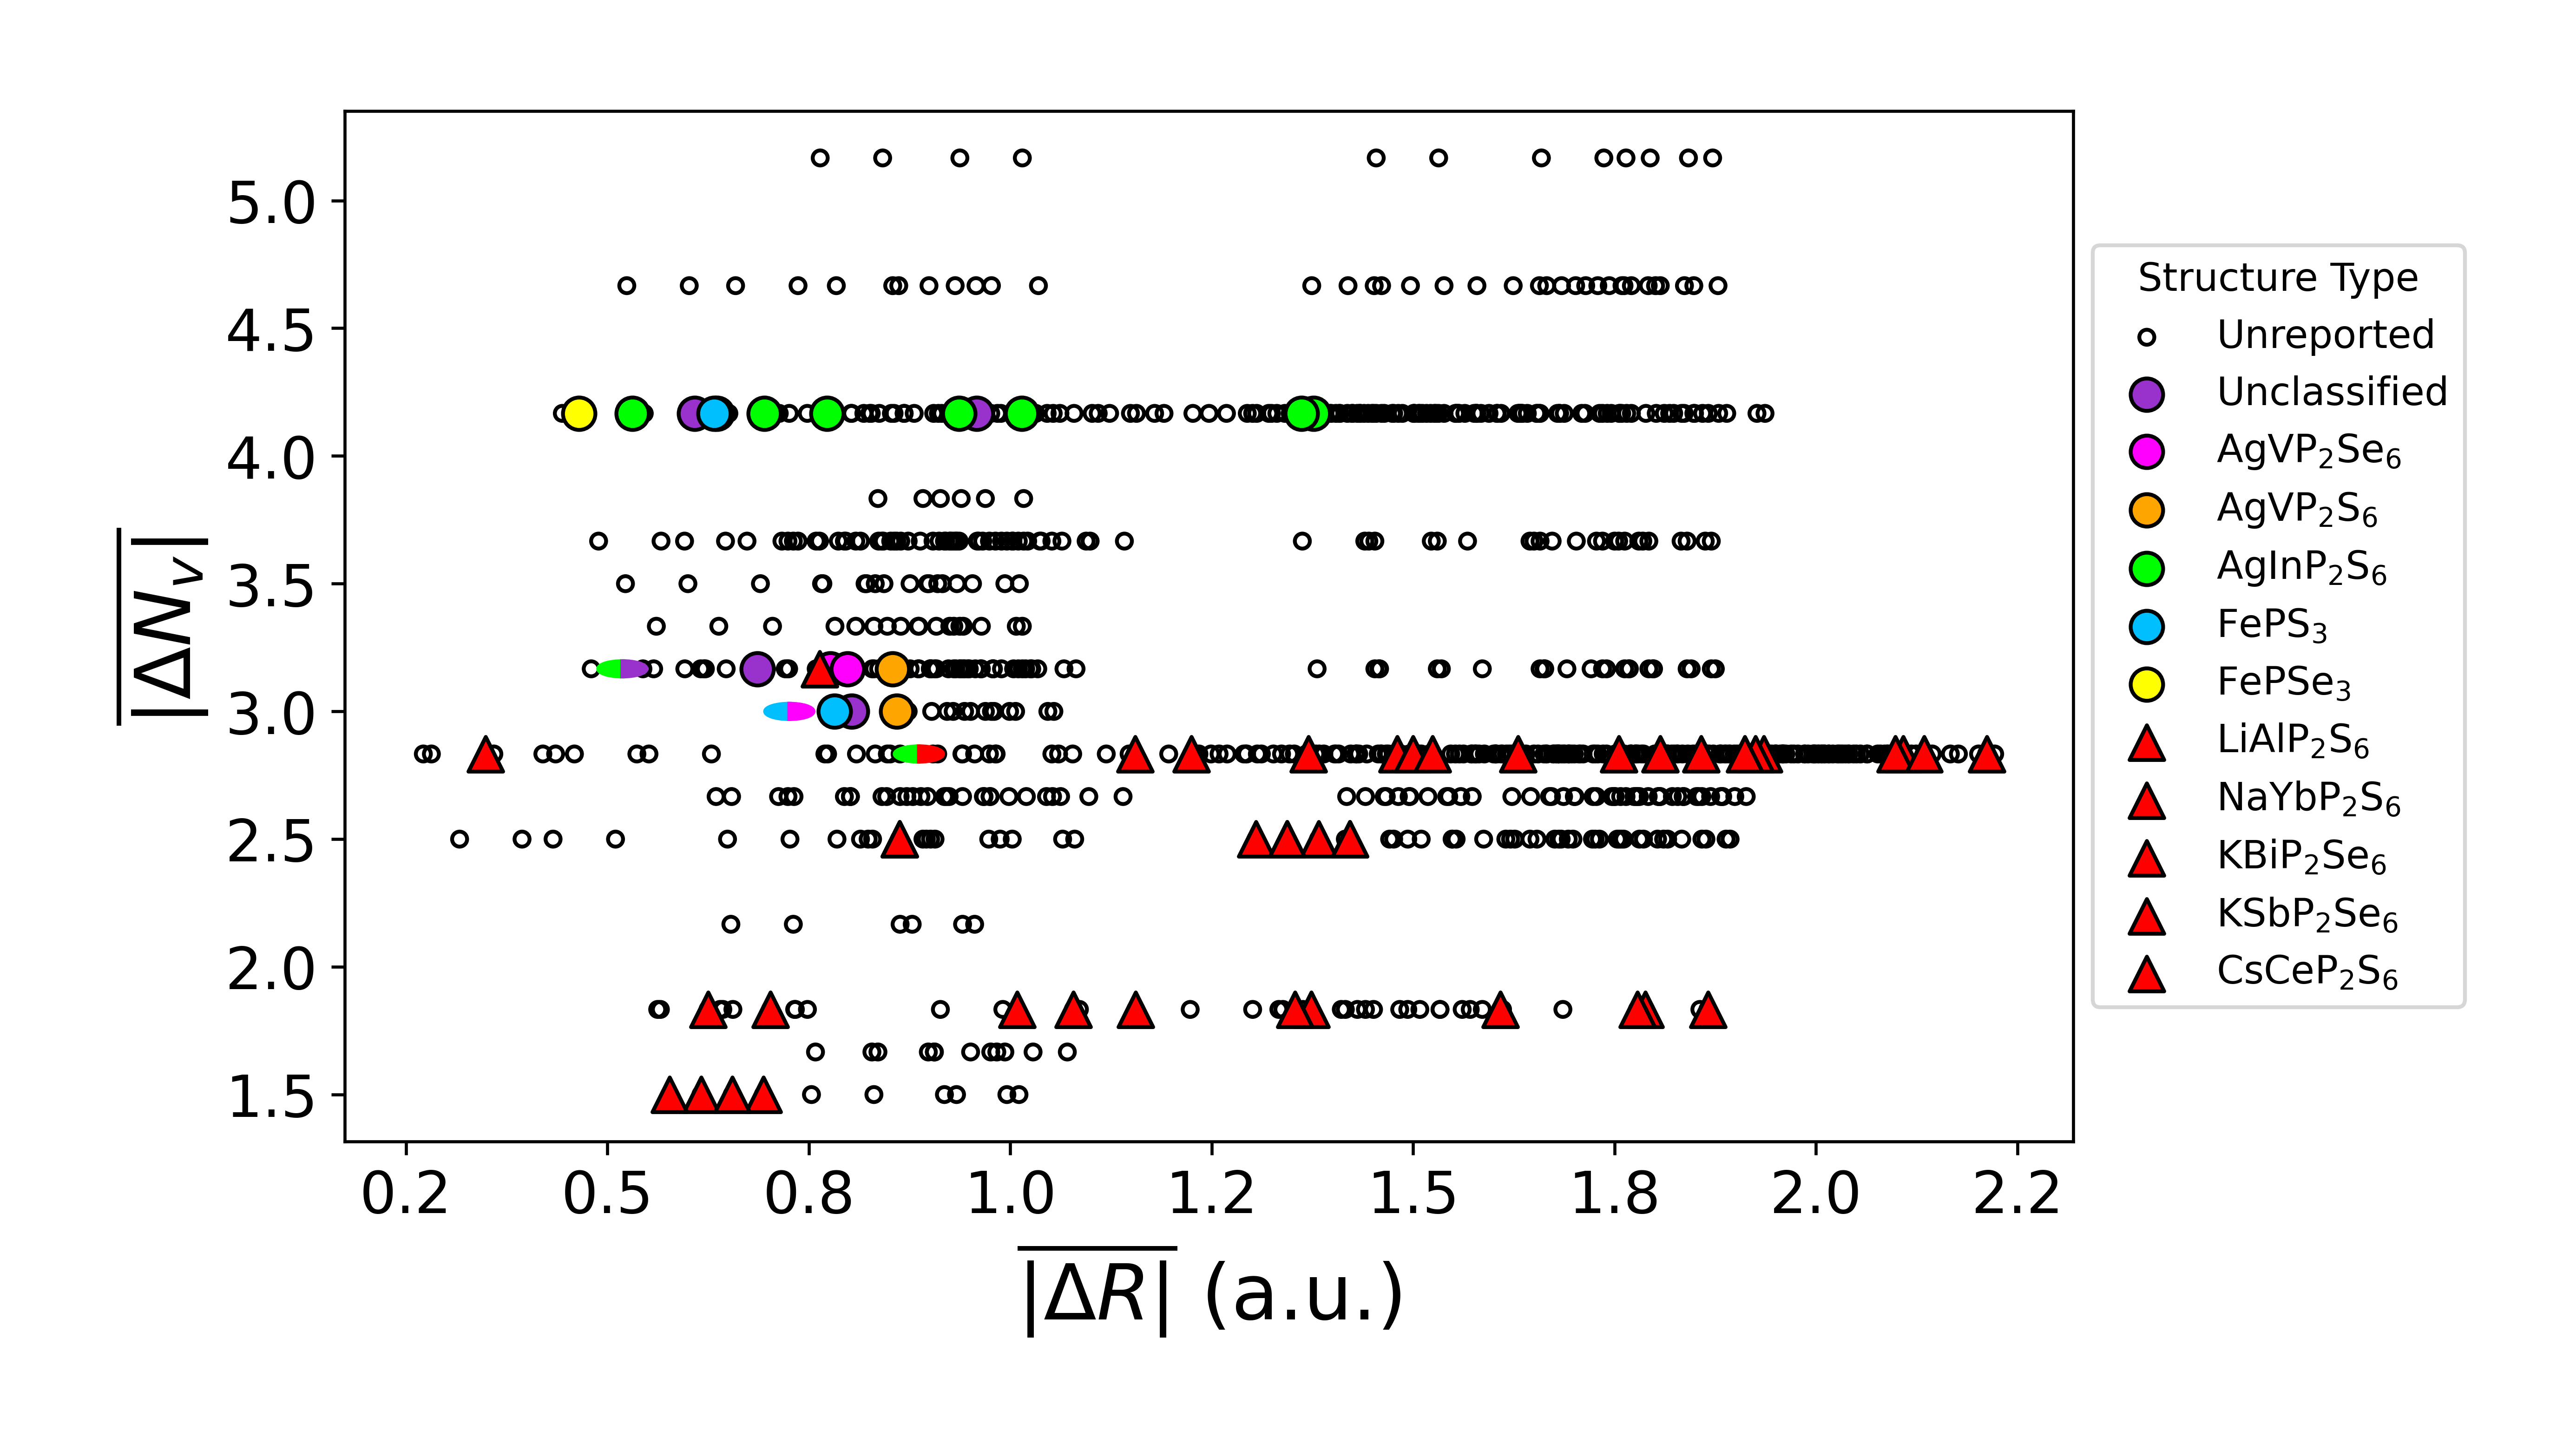 5.0
4.5
4.0
3.5
3.0
2.5
2.0
1.5
|ΔN_v|
0.2 0.5 0.8 1.0 1.2 1.5 1.8 2.0 2.2
|ΔR| (a.u.)
Structure Type
Unreported
Unclassified
AgVP₂Se₆
AgVP₂S₆
AgInP₂S₆
FePS₃
FePSe₃
LiAlP₂S₆
NaYbP₂S₆
KBiP₂Se₆
KSbP₂Se₆
CsCeP₂S₆